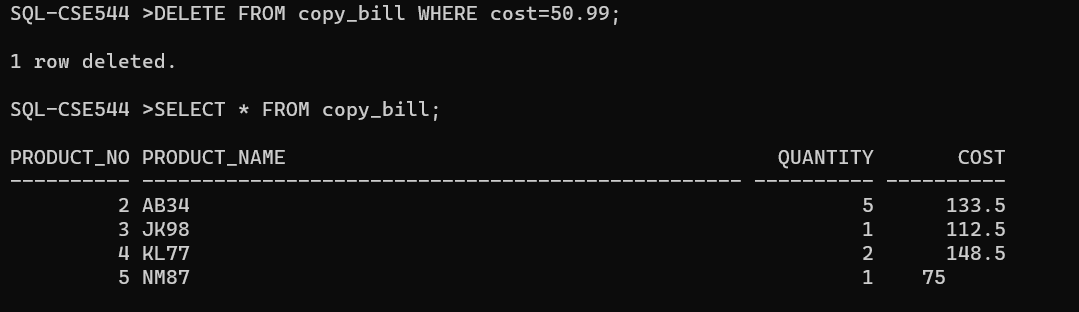 SQL-CSE544 >DELETE FROM copy_bill WHERE cost=50.99;
1 row deleted.
SQL-CSE544 >SELECT * FROM copy_bill;
PRODUCT_NO PRODUCT_NAME                                         QUANTITY       COST
---------- -------------------------------------------------- ---------- ----------
         2 AB34                                                        5      133.5
         3 JK98                                                        1      112.5
         4 KL77                                                        2      148.5
         5 NM87                                                        1    75